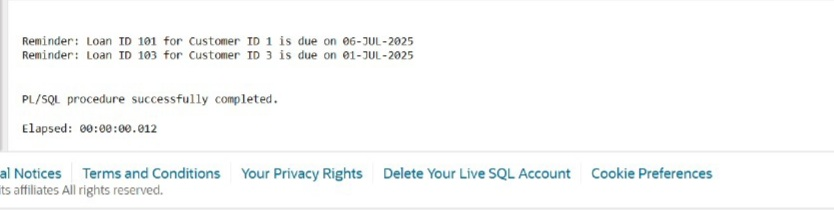 Reminder: Loan ID 101 for Customer ID 1 is due on 06-JUL-2025
Reminder: Loan ID 103 for Customer ID 3 is due on 01-JUL-2025
PL/SQL procedure successfully completed.
Elapsed: 00:00:00.012
al Notices Terms and Conditions Your Privacy Rights Delete Your Live SQL Account Cookie Preferences
its affiliates All rights reserved.